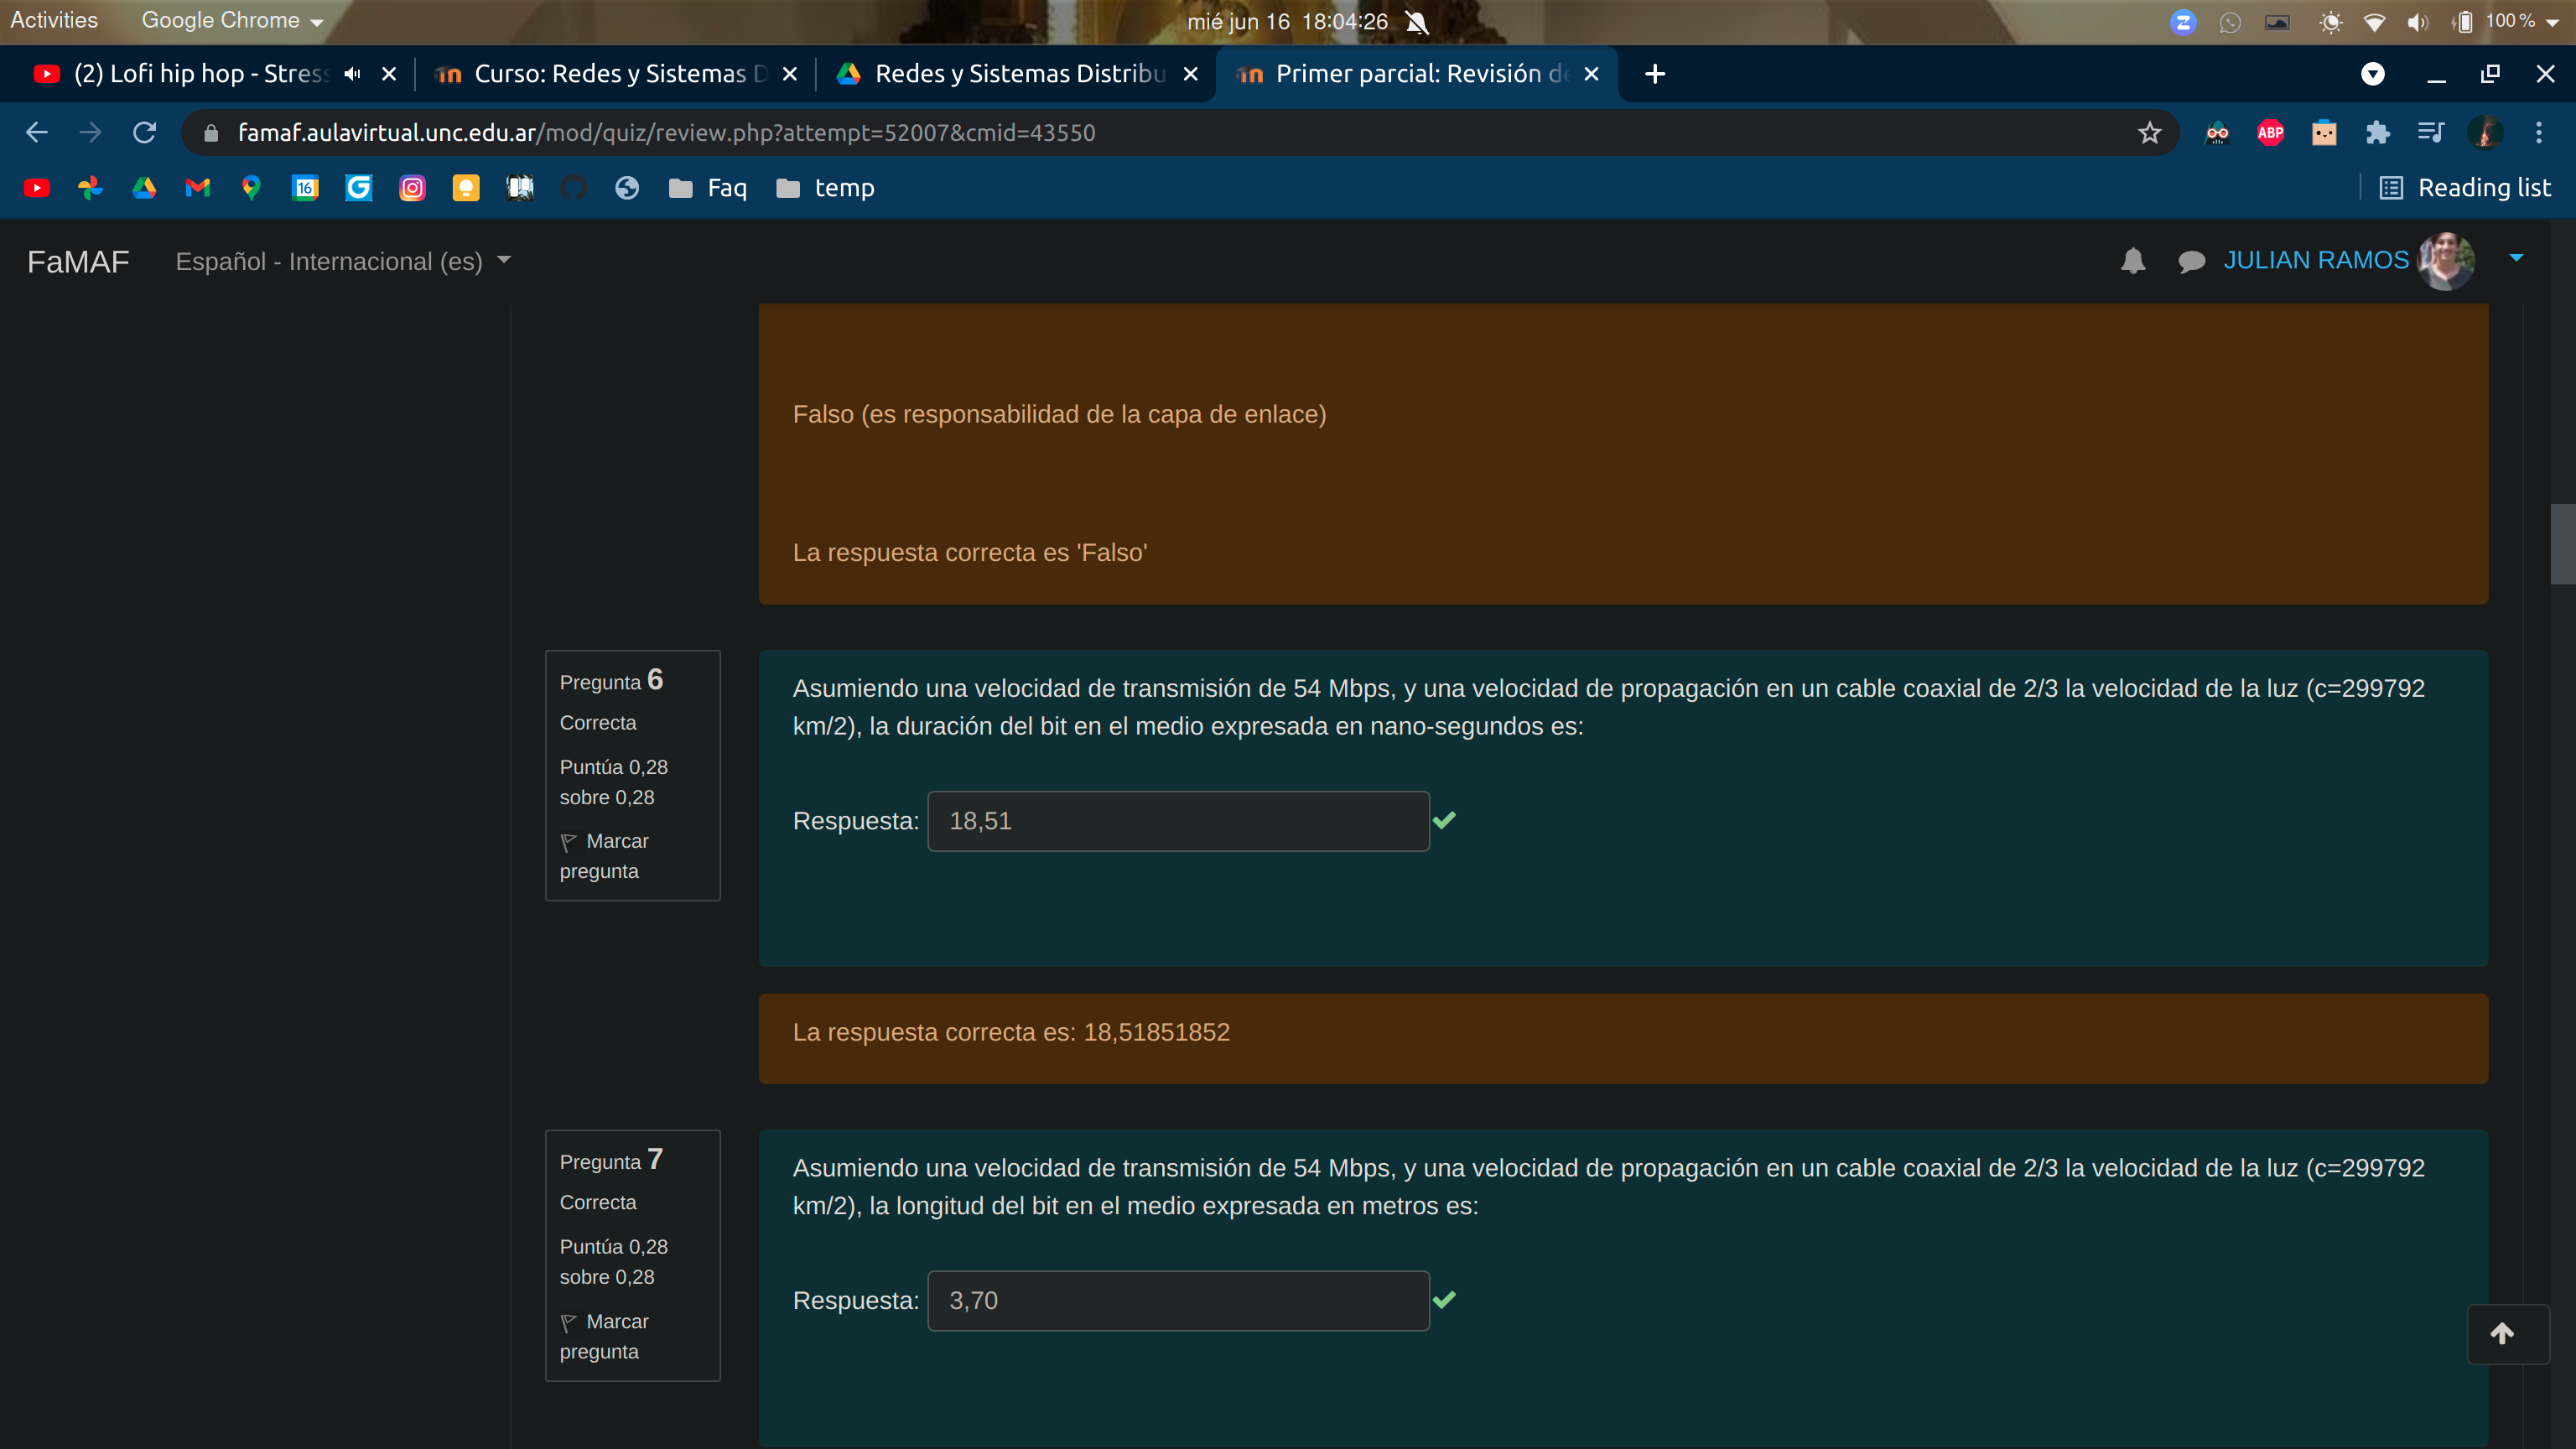 Activities Google Chrome mié jun 16 18:04:26 100 %
(2) Lofi hip hop - Stress Curso: Redes y Sistemas D Redes y Sistemas Distribu Primer parcial: Revisión de
famaf.aulavirtual.unc.edu.ar/mod/quiz/review.php?attempt=52007&cmid=43550 ABP
16 Faq temp Reading list
FaMAF Español - Internacional (es) JULIAN RAMOS
Falso (es responsabilidad de la capa de enlace)
La respuesta correcta es 'Falso'
Pregunta 6
Correcta
Puntúa 0,28
sobre 0,28
Marcar
pregunta
Asumiendo una velocidad de transmisión de 54 Mbps, y una velocidad de propagación en un cable coaxial de 2/3 la velocidad de la luz (c=299792
km/2), la duración del bit en el medio expresada en nano-segundos es:
Respuesta: 18,51
La respuesta correcta es: 18,51851852
Pregunta 7
Correcta
Puntúa 0,28
sobre 0,28
Marcar
pregunta
Asumiendo una velocidad de transmisión de 54 Mbps, y una velocidad de propagación en un cable coaxial de 2/3 la velocidad de la luz (c=299792
km/2), la longitud del bit en el medio expresada en metros es:
Respuesta: 3,70